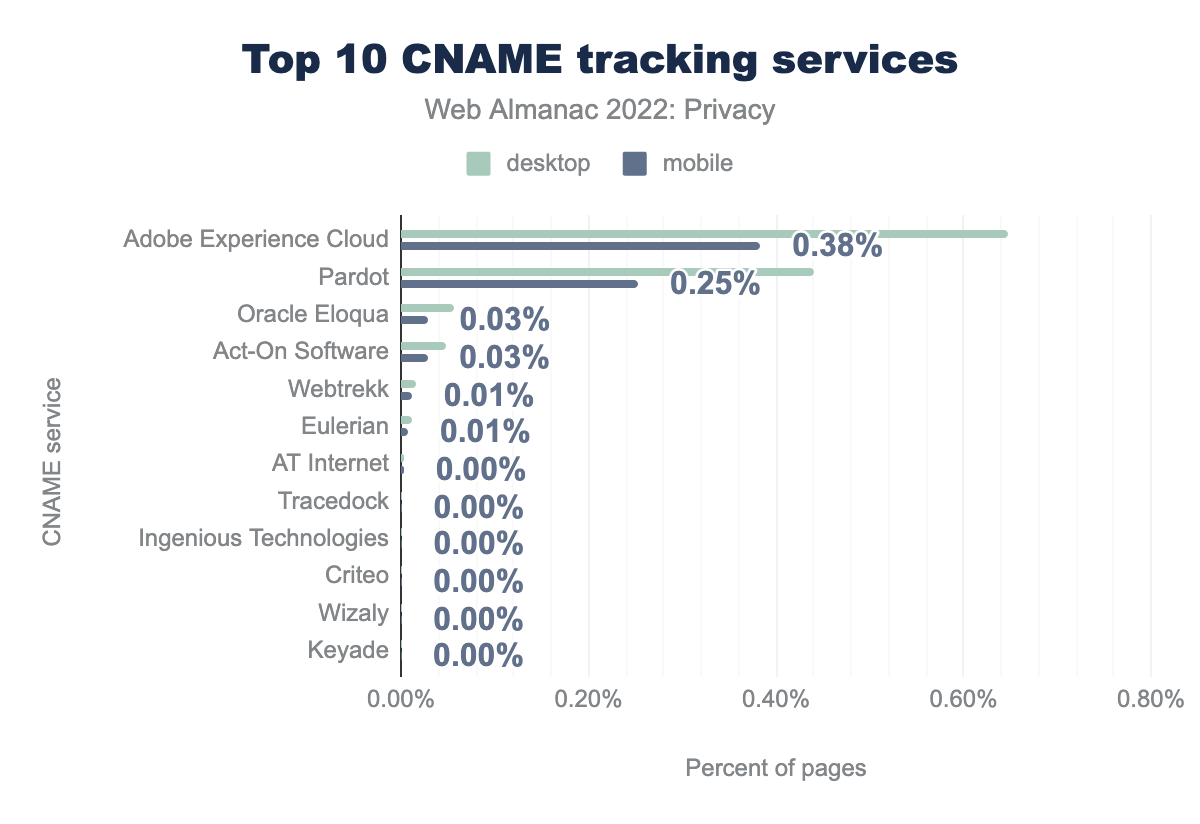 Top 10 CNAME tracking services
Web Almanac 2022: Privacy
desktop mobile
CNAME service
Adobe Experience Cloud 0.38%
Pardot 0.25%
Oracle Eloqua 0.03%
Act-On Software 0.03%
Webtrekk 0.01%
Eulerian 0.01%
AT Internet 0.00%
Tracedock 0.00%
Ingenious Technologies 0.00%
Criteo 0.00%
Wizaly 0.00%
Keyade 0.00%
0.00% 0.20% 0.40% 0.60% 0.80%
Percent of pages